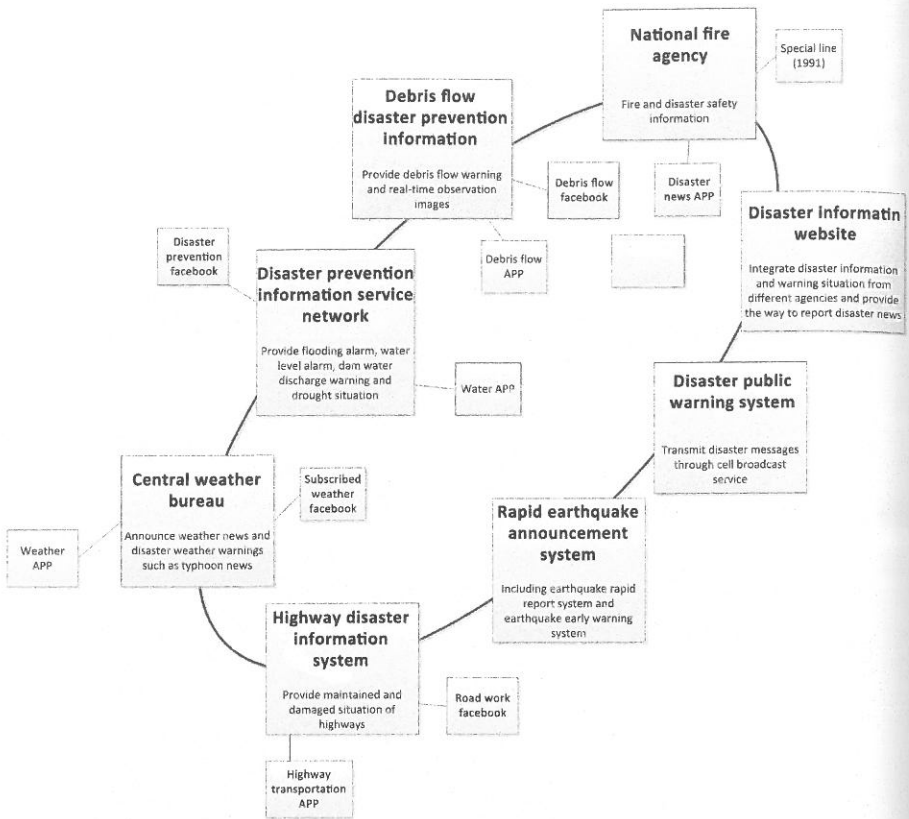 National fire
agency
Fire and disaster safety
information
Special line
(1991)
Disaster
news APP
Debris flow
disaster prevention
information
Provide debris flow warning
and real-time observation
images
Debris flow
facebook
Debris flow
APP
Disaster informatin
website
Integrate disaster information
and warning situation from
different agencies and provide
the way to report disaster news
Disaster
prevention
facebook
Disaster prevention
information service
network
Provide flooding alarm, water
level alarm, dam water
discharge warning and
drought situation
Water APP
Disaster public
warning system
Transmit disaster messages
through cell broadcast
service
Central weather
bureau
Announce weather news and
disaster weather warnings
such as typhoon news
Subscribed
weather
facebook
Weather
APP
Rapid earthquake
announcement
system
Including earthquake rapid
report system and
earthquake early warning
system
Highway disaster
information
system
Provide maintained and
damaged situation of
highways
Road work
facebook
Highway
transportation
APP